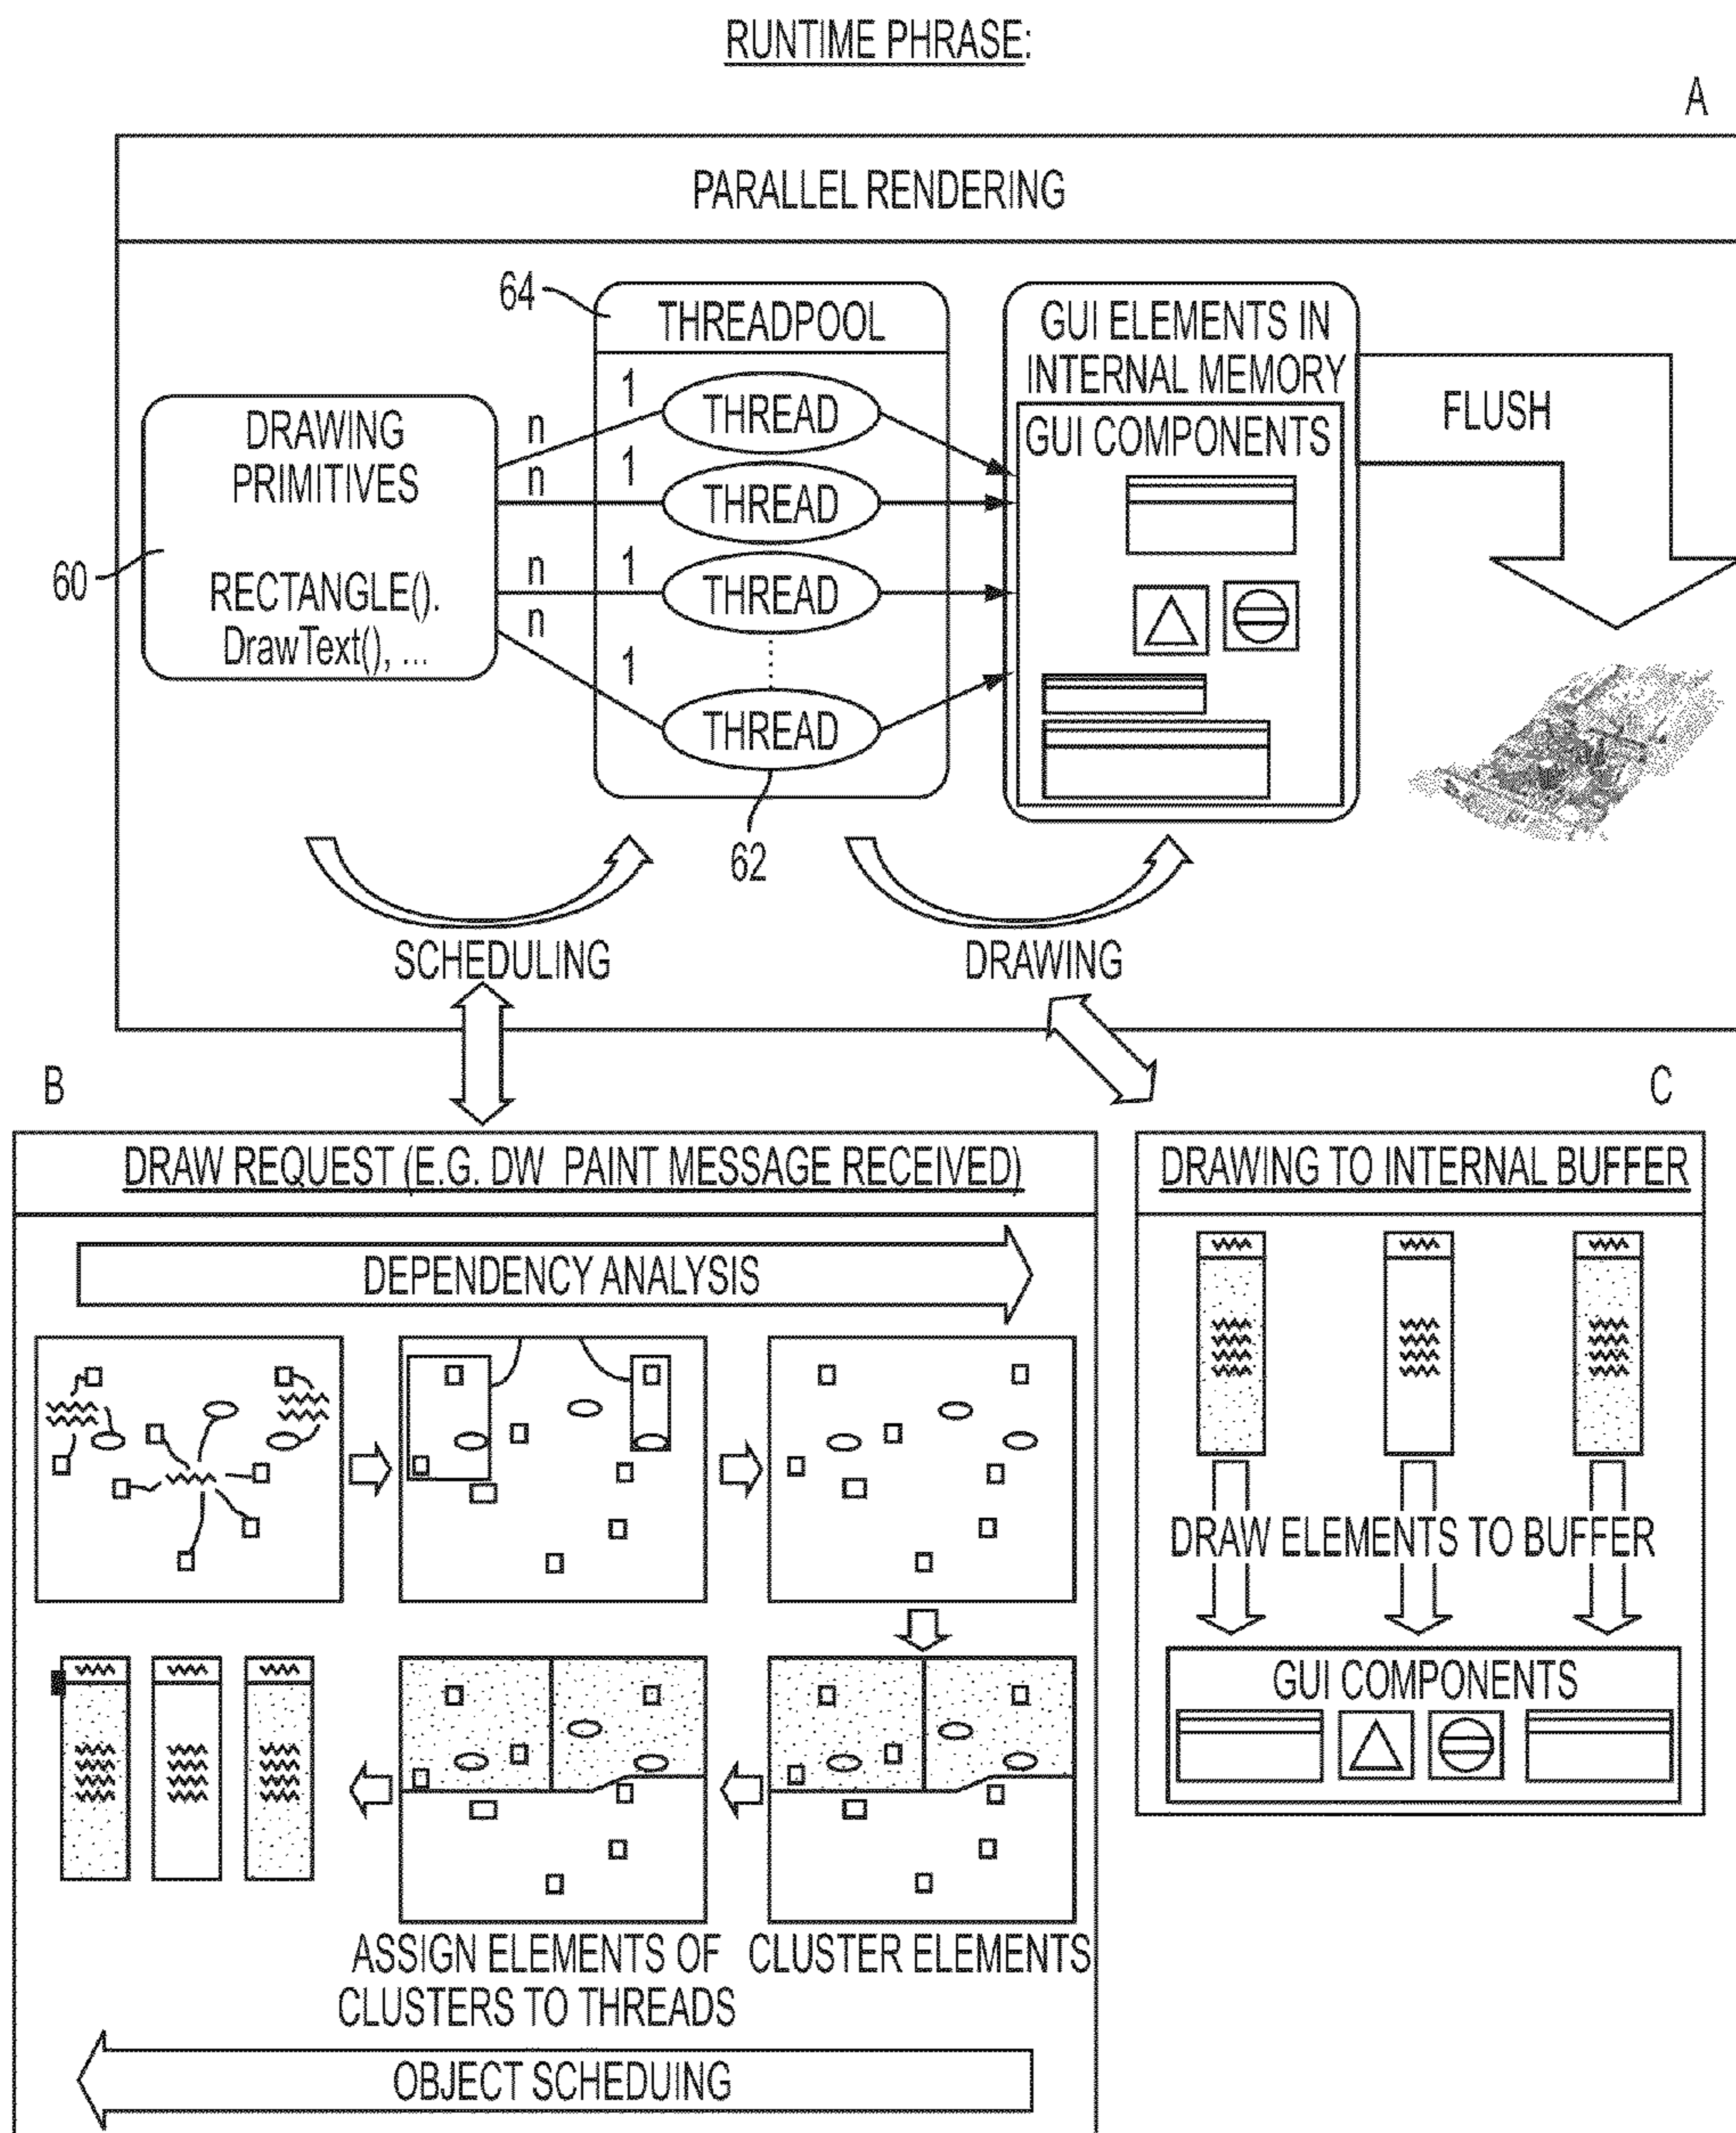 RUNTIME PHRASE:
A
PARALLEL RENDERING
64
THREADPOOL
GUI ELEMENTS IN
INTERNAL MEMORY
GUI COMPONENTS
FLUSH
DRAWING
PRIMITIVES
60
RECTANGLE().
DrawText(), ...
n
1
THREAD
n
1
THREAD
n
1
THREAD
n
1
THREAD
62
SCHEDULING
DRAWING
B
C
DRAW REQUEST (E.G. DW PAINT MESSAGE RECEIVED)
DEPENDENCY ANALYSIS
ASSIGN ELEMENTS OF
CLUSTERS TO THREADS
CLUSTER ELEMENTS
OBJECT SCHEDUING
DRAWING TO INTERNAL BUFFER
DRAW ELEMENTS TO BUFFER
GUI COMPONENTS